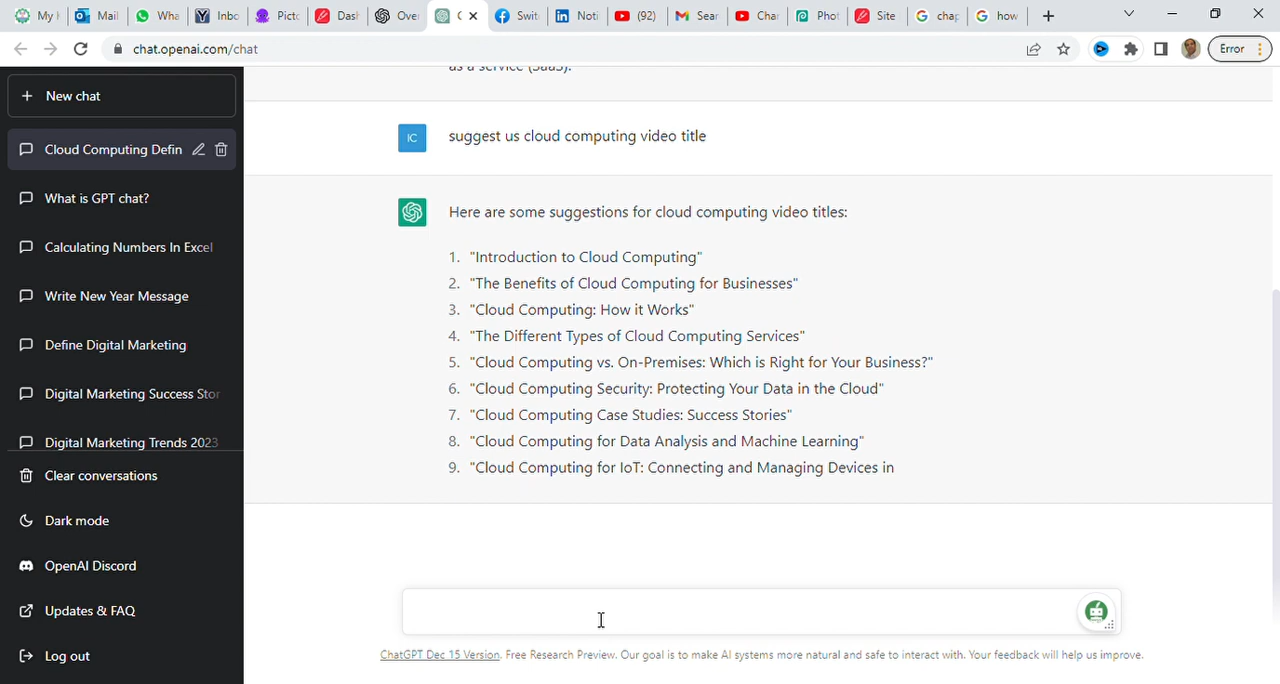 My
Mail
Wha
Inbo
Picto
Dash
Ove
C
Swit
Noti
(92)
Sear
Char
Phot
Site
chap
how
chat.openai.com/chat
Error
New chat
Cloud Computing Defin
What is GPT chat?
Calculating Numbers In Excel
Write New Year Message
Define Digital Marketing
Digital Marketing Success Stor
Digital Marketing Trends 2023
Clear conversations
Dark mode
OpenAI Discord
Updates & FAQ
Log out
as a service (SaaS).
IC
suggest us cloud computing video title
Here are some suggestions for cloud computing video titles:
1. "Introduction to Cloud Computing"
2. "The Benefits of Cloud Computing for Businesses"
3. "Cloud Computing: How it Works"
4. "The Different Types of Cloud Computing Services"
5. "Cloud Computing vs. On-Premises: Which is Right for Your Business?"
6. "Cloud Computing Security: Protecting Your Data in the Cloud"
7. "Cloud Computing Case Studies: Success Stories"
8. "Cloud Computing for Data Analysis and Machine Learning"
9. "Cloud Computing for IoT: Connecting and Managing Devices in
ChatGPT Dec 15 Version. Free Research Preview. Our goal is to make AI systems more natural and safe to interact with. Your feedback will help us improve.